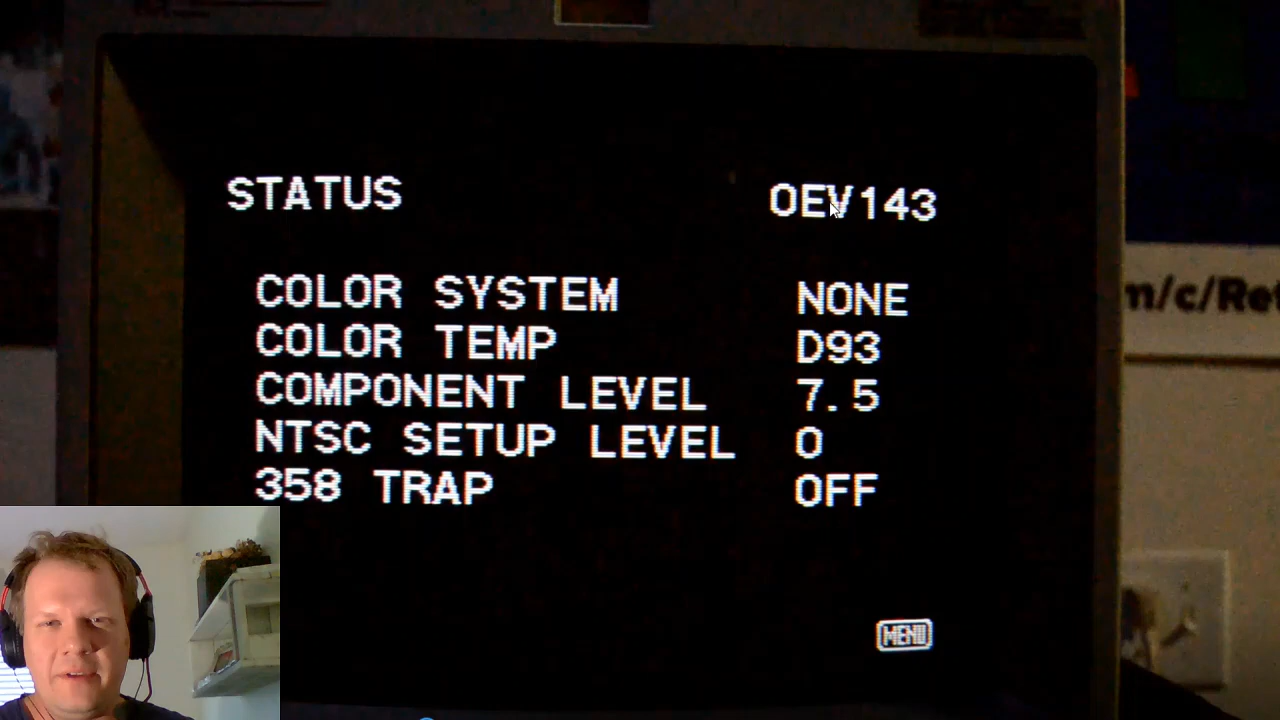 STATUS OEV143
COLOR SYSTEM NONE
COLOR TEMP D93
COMPONENT LEVEL 7.5
NTSC SETUP LEVEL 0
358 TRAP OFF
MENU
m/c/Re